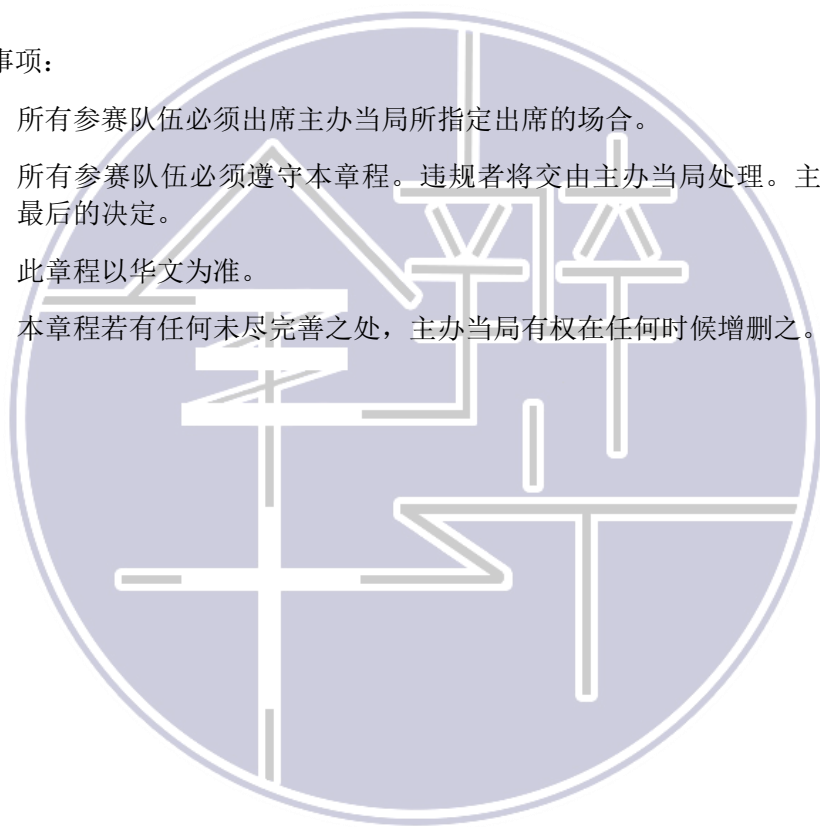 事项：
所有参赛队伍必须出席主办当局所指定出席的场合。
所有参赛队伍必须遵守本章程。违规者将交由主办当局处理。主
最后的决定。
此章程以华文为准。
本章程若有任何未尽完善之处，主办当局有权在任何时候增删之。